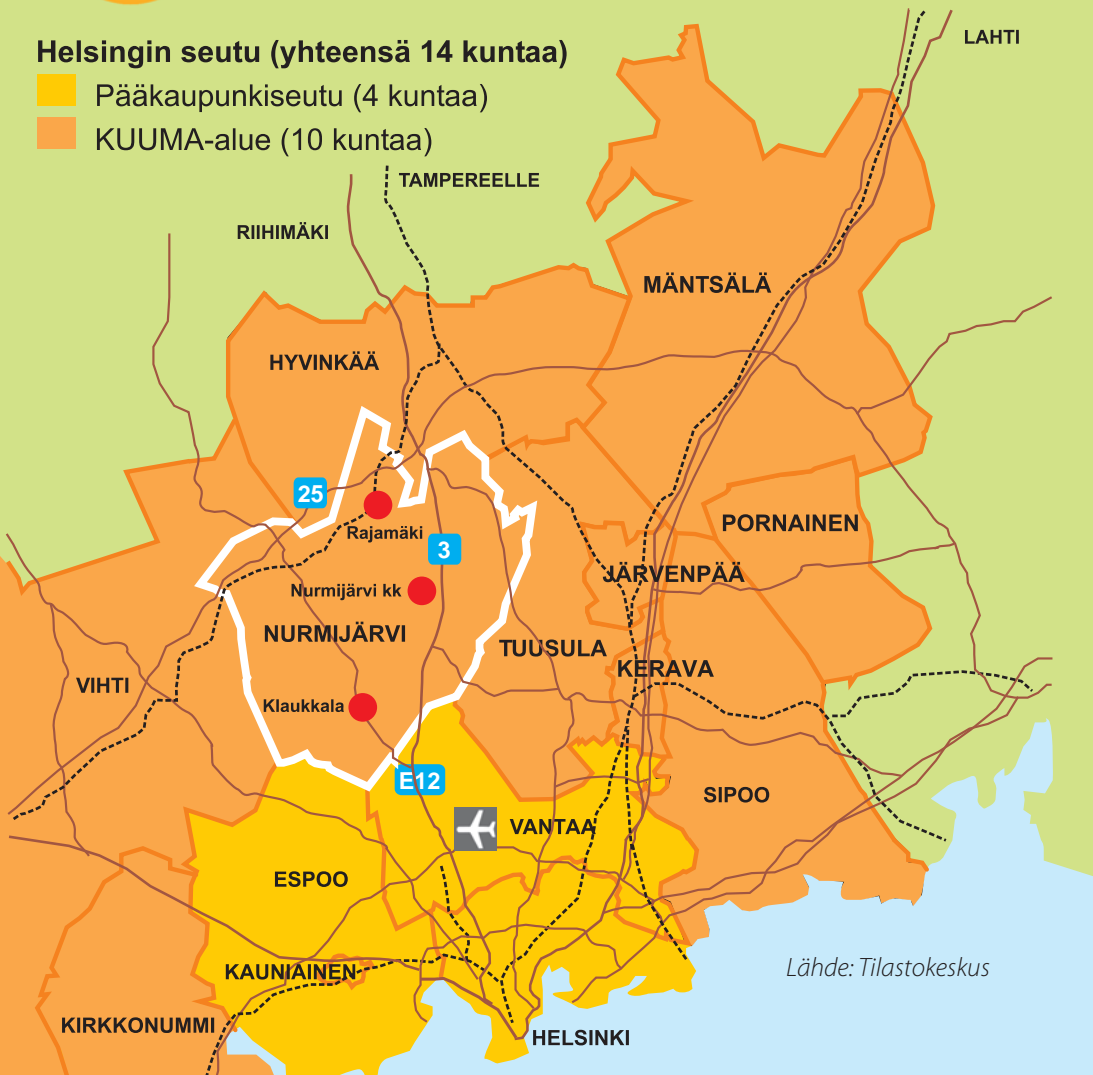 Helsingin seutu (yhteensä 14 kuntaa)
Pääkaupunkiseutu (4 kuntaa)
KUUMA-alue (10 kuntaa)
LAHTI
TAMPEREELLE
RIIHIMÄKI
MÄNTSÄLÄ
HYVINKÄÄ
25
Rajamäki
3
PORNAINEN
JÄRVENPÄÄ
Nurmijärvi kk
NURMIJÄRVI
TUUSULA
KERAVA
VIHTI
Klaukkala
E12
SIPOO
VANTAA
ESPOO
KAUNIAINEN
Lähde: Tilastokeskus
KIRKKONUMMI
HELSINKI